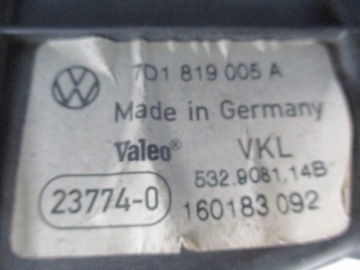 7D1 819 005 A
Made in Germany
Valeo® VKL
532.9081.14B
23774-0
160183 092